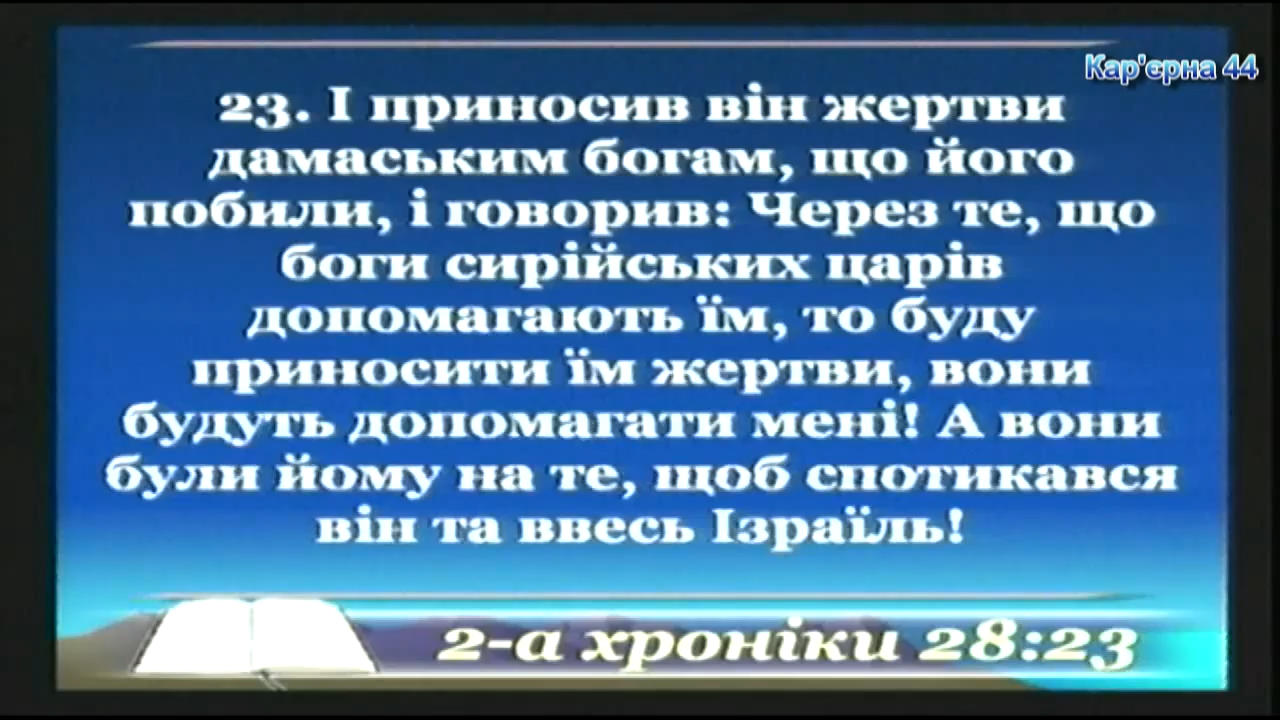 Кар'єрна 44
23. І приносив він жертви
дамаським богам, що його
побили, і говорив: Через те, що
боги сирійських царів
допомагають їм, то буду
приносити їм жертви, вони
будуть допомагати мені! А вони
були йому на те, щоб спотикався
він та ввесь Ізраїль!
2-а хроніки 28:23